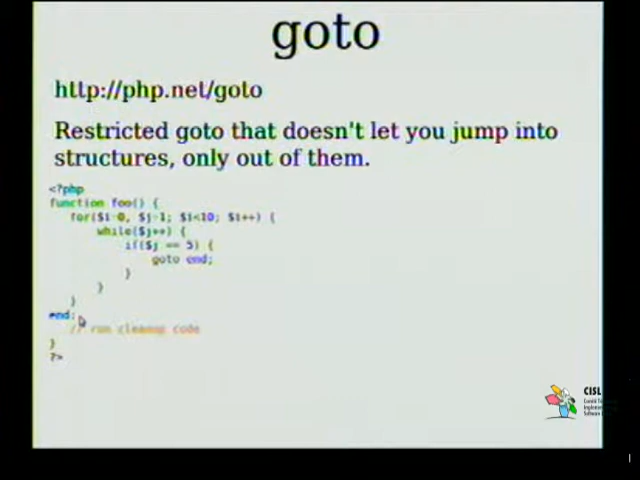 goto
http://php.net/goto
Restricted goto that doesn't let you jump into
structures, only out of them.
<?php
function foo() {
for($i=0, $j=1; $i<10; $i++) {
while($j++) {
if($j == 5) {
goto end;
}
}
}
end:
// run cleanup code
}
?>
CISL